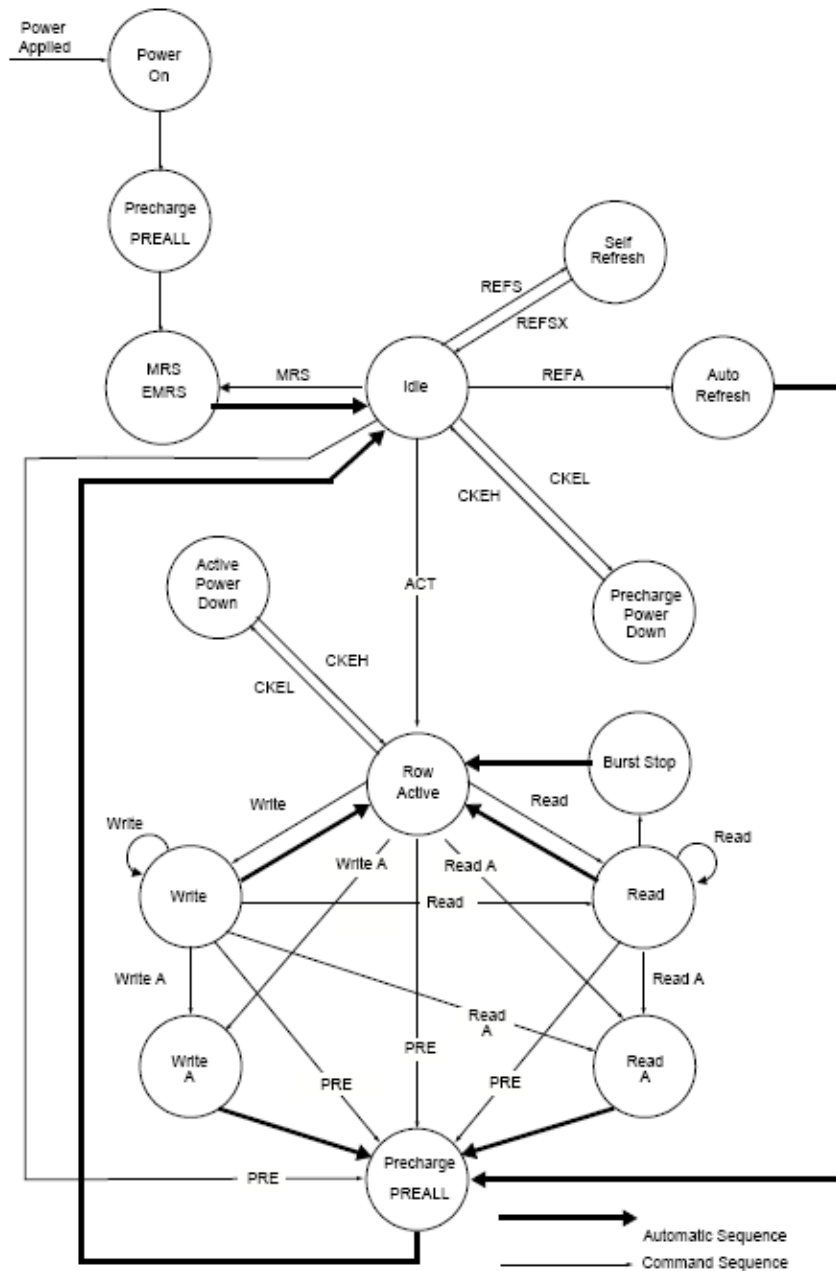 Power
Applied
Power
On
Precharge
PREALL
Self
Refresh
REFS
REFSX
MRS
EMRS
MRS
Idle
REFA
Auto
Refresh
CKEL
CKEH
Active
Power
Down
ACT
Precharge
Power
Down
CKEH
CKEL
Row
Active
Burst Stop
Write
Read
Write
Read
Write A
Read A
Write
Read
Read
Write A
Read A
Read
A
Write
A
PRE
PRE
PRE
Read
A
Precharge
PREALL
PRE
Automatic Sequence
Command Sequence